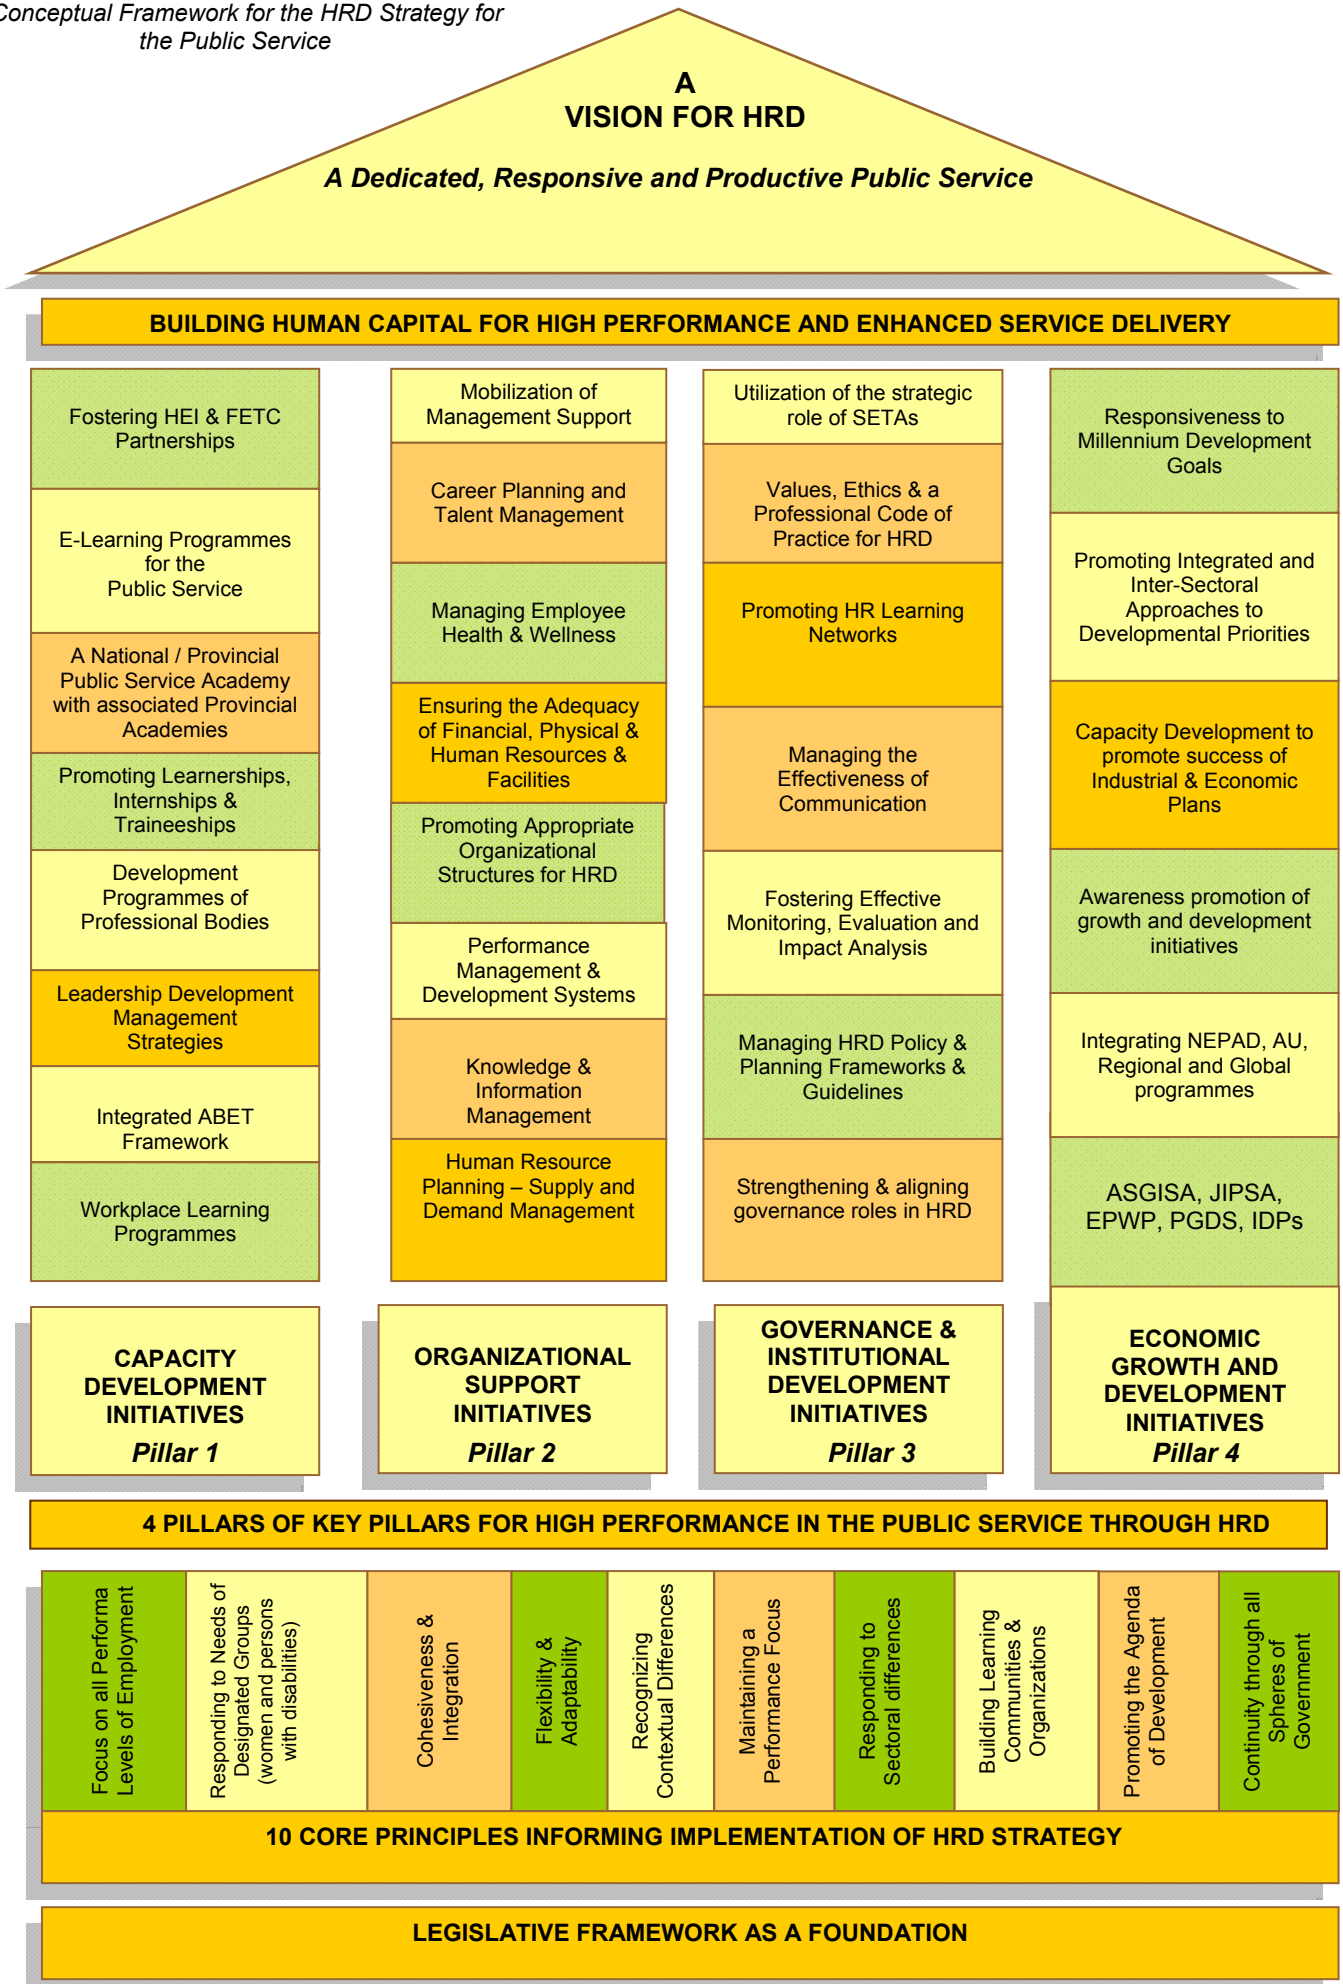 Conceptual Framework for the HRD Strategy for
the Public Service
A
VISION FOR HRD
A Dedicated, Responsive and Productive Public Service
BUILDING HUMAN CAPITAL FOR HIGH PERFORMANCE AND ENHANCED SERVICE DELIVERY
Fostering HEI & FETC
Partnerships
E-Learning Programmes
for the
Public Service
A National / Provincial
Public Service Academy
with associated Provincial
Academies
Promoting Learnerships,
Internships &
Traineeships
Development
Programmes of
Professional Bodies
Leadership Development
Management
Strategies
Integrated ABET
Framework
Workplace Learning
Programmes
CAPACITY
DEVELOPMENT
INITIATIVES
Pillar 1
Mobilization of
Management Support
Career Planning and
Talent Management
Managing Employee
Health & Wellness
Ensuring the Adequacy
of Financial, Physical &
Human Resources &
Facilities
Promoting Appropriate
Organizational
Structures for HRD
Performance
Management &
Development Systems
Knowledge &
Information
Management
Human Resource
Planning – Supply and
Demand Management
ORGANIZATIONAL
SUPPORT
INITIATIVES
Pillar 2
Utilization of the strategic
role of SETAs
Values, Ethics & a
Professional Code of
Practice for HRD
Promoting HR Learning
Networks
Managing the
Effectiveness of
Communication
Fostering Effective
Monitoring, Evaluation and
Impact Analysis
Managing HRD Policy &
Planning Frameworks &
Guidelines
Strengthening & aligning
governance roles in HRD
GOVERNANCE &
INSTITUTIONAL
DEVELOPMENT
INITIATIVES
Pillar 3
Responsiveness to
Millennium Development
Goals
Promoting Integrated and
Inter-Sectoral
Approaches to
Developmental Priorities
Capacity Development to
promote success of
Industrial & Economic
Plans
Awareness promotion of
growth and development
initiatives
Integrating NEPAD, AU,
Regional and Global
programmes
ASGISA, JIPSA,
EPWP, PGDS, IDPs
ECONOMIC
GROWTH AND
DEVELOPMENT
INITIATIVES
Pillar 4
4 PILLARS OF KEY PILLARS FOR HIGH PERFORMANCE IN THE PUBLIC SERVICE THROUGH HRD
Focus on all Performa
Levels of Employment
Responding to Needs of
Designated Groups
(women and persons
with disabilities)
Cohesiveness &
Integration
Flexibility &
Adaptability
Recognizing
Contextual Differences
Maintaining a
Performance Focus
Responding to
Sectoral differences
Building Learning
Communities &
Organizations
Promoting the Agenda
of Development
Continuity through all
Spheres of
Government
10 CORE PRINCIPLES INFORMING IMPLEMENTATION OF HRD STRATEGY
LEGISLATIVE FRAMEWORK AS A FOUNDATION